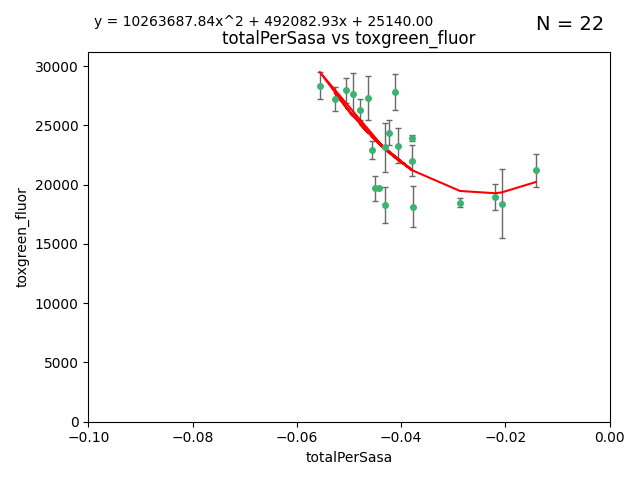 y = 10263687.84x^2 + 492082.93x + 25140.00
N = 22
totalPerSasa vs toxgreen_fluor
30000
25000
20000
15000
10000
5000
0
toxgreen_fluor
−0.10
−0.08
−0.06
−0.04
−0.02
0.00
totalPerSasa